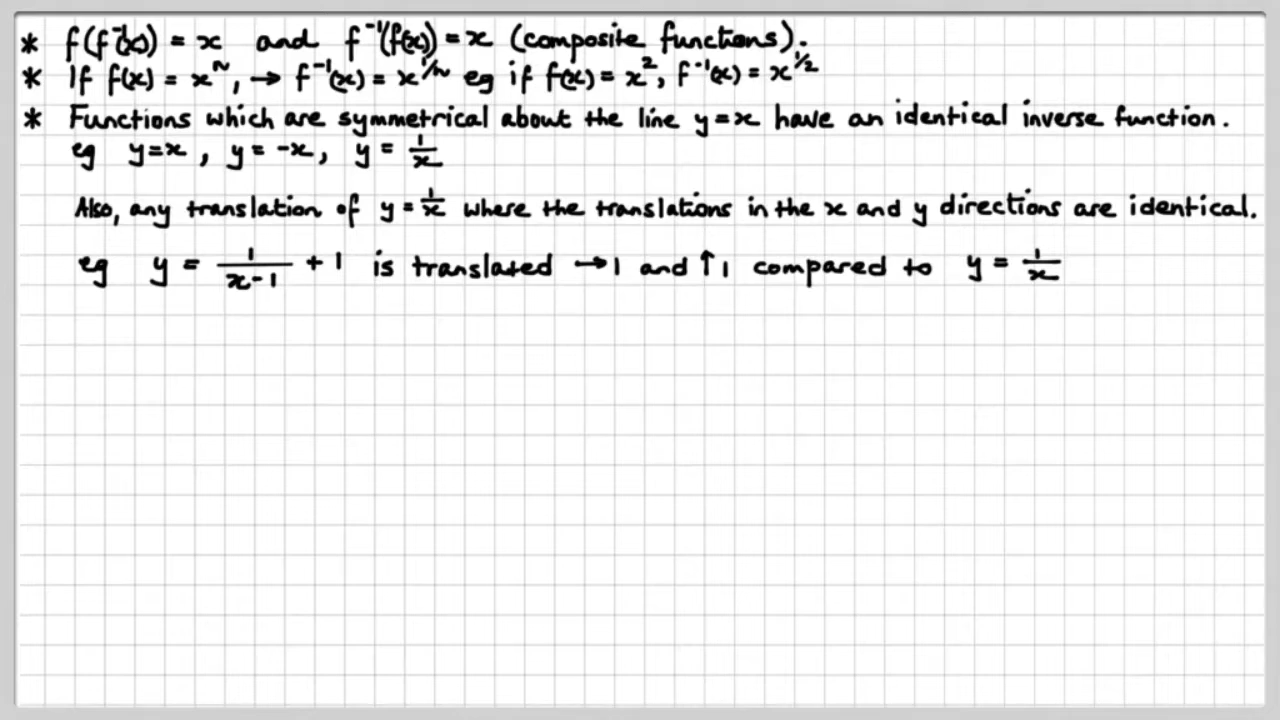 * f(f⁻¹(x)) = x and f⁻¹(f(x)) = x (composite functions).
* If f(x) = xⁿ, → f⁻¹(x) = x^(1/n) eg if f(x) = x², f⁻¹(x) = x^(1/2)
* Functions which are symmetrical about the line y=x have an identical inverse function.
eg y=x, y = -x, y = 1/x
Also, any translation of y = 1/x where the translations in the x and y directions are identical.
eg y = 1/(x-1) + 1 is translated →1 and ↑1 compared to y = 1/x